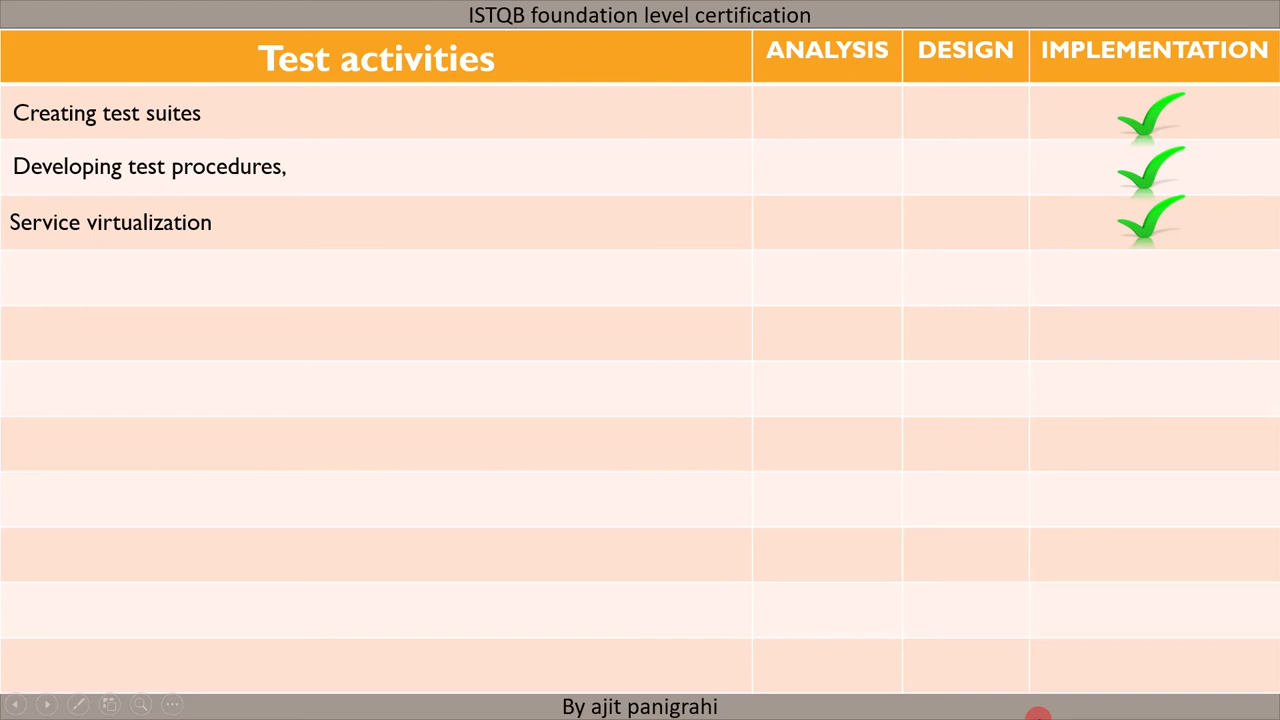 ISTQB foundation level certification
Test activities ANALYSIS DESIGN IMPLEMENTATION
Creating test suites
Developing test procedures,
Service virtualization
By ajit panigrahi